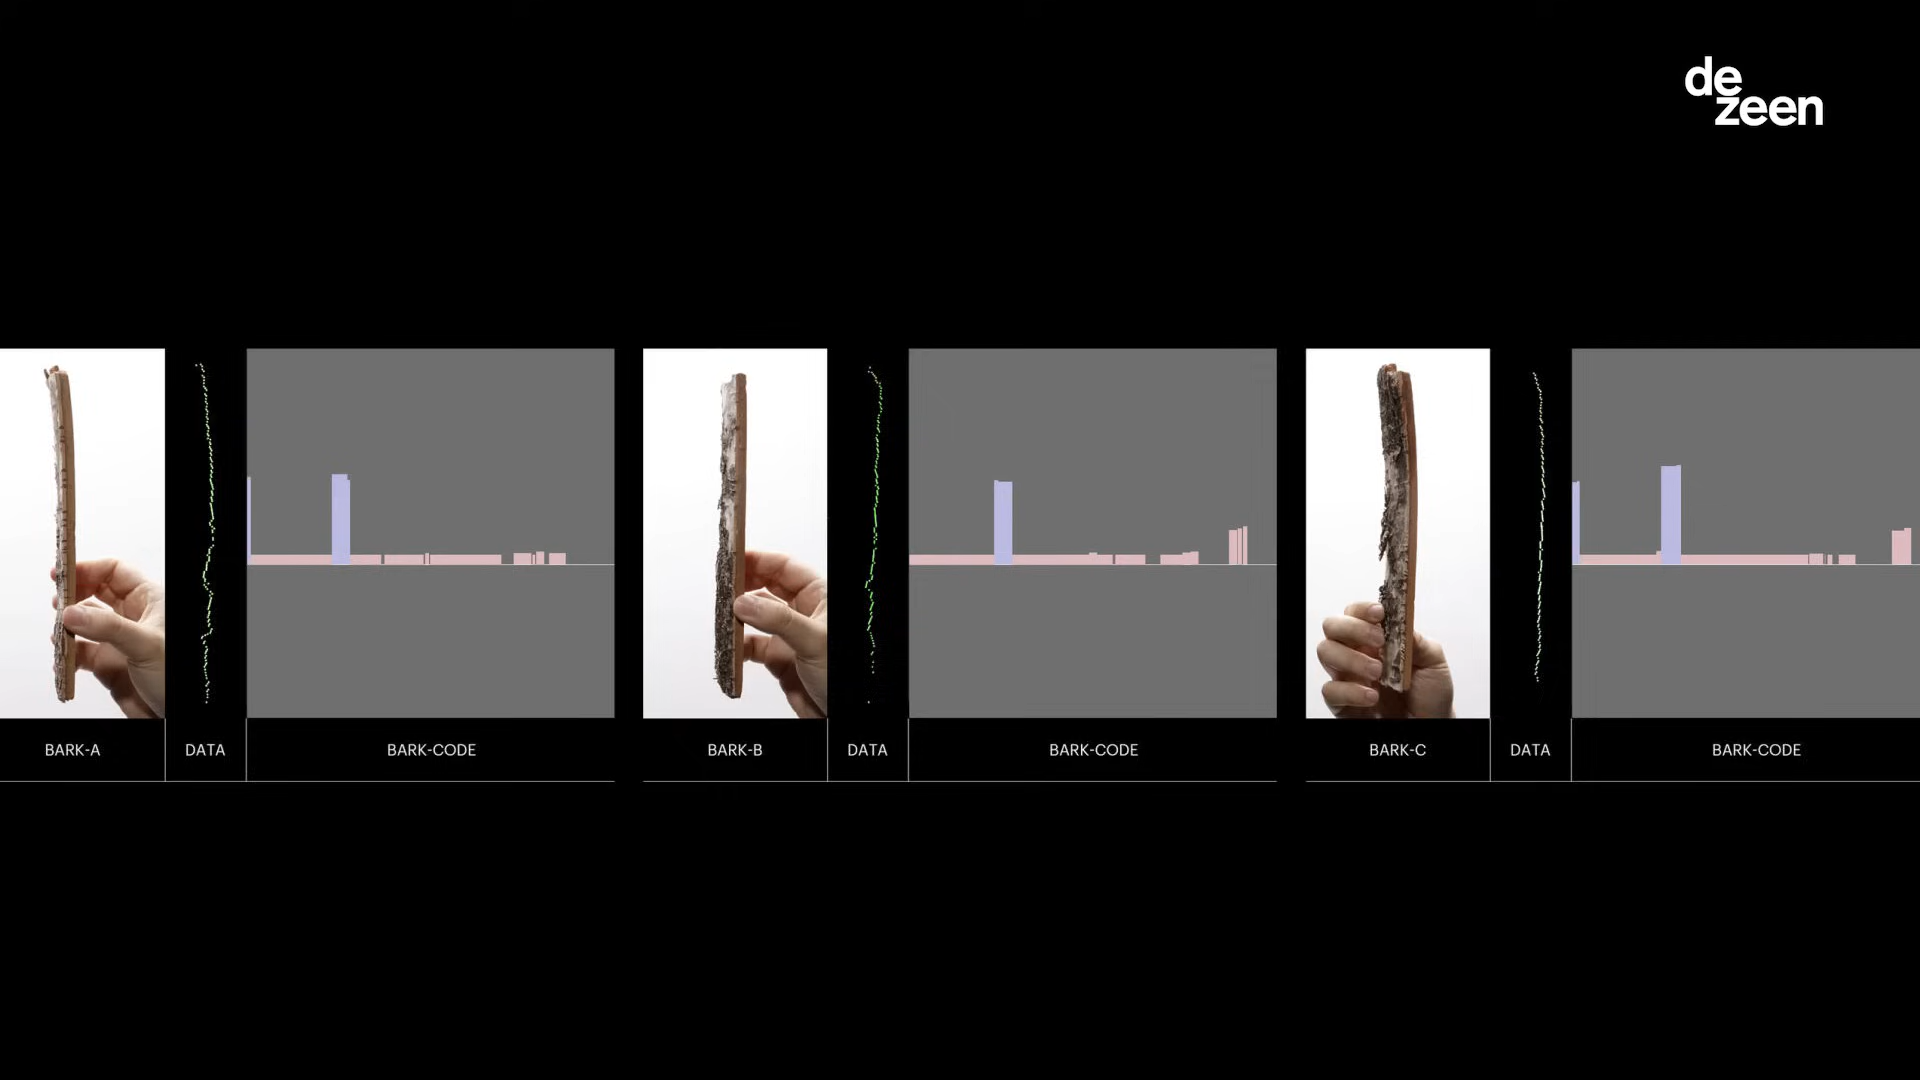 de
zeen
BARK-A
DATA
BARK-CODE
BARK-B
DATA
BARK-CODE
BARK-C
DATA
BARK-CODE